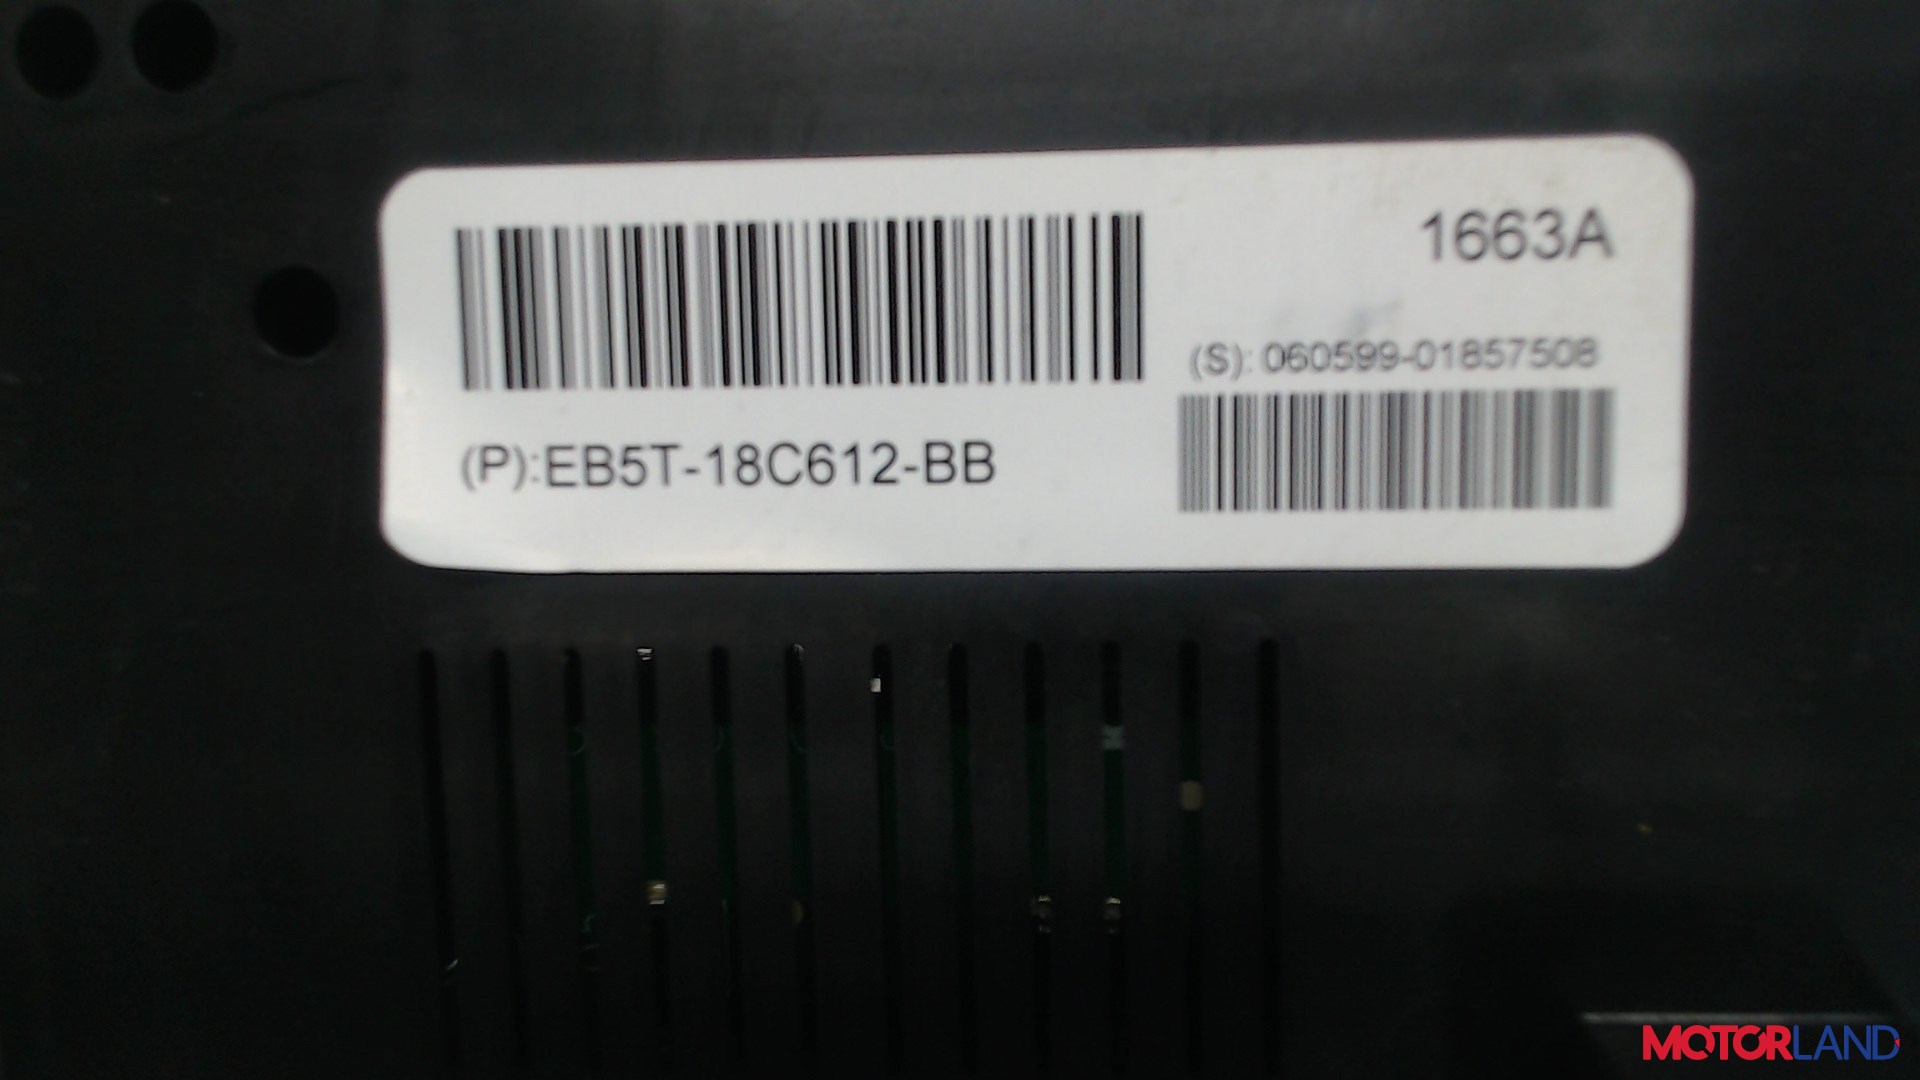 1663A
(S): 060599-01857508
(P):EB5T-18C612-BB
MOTORLAND